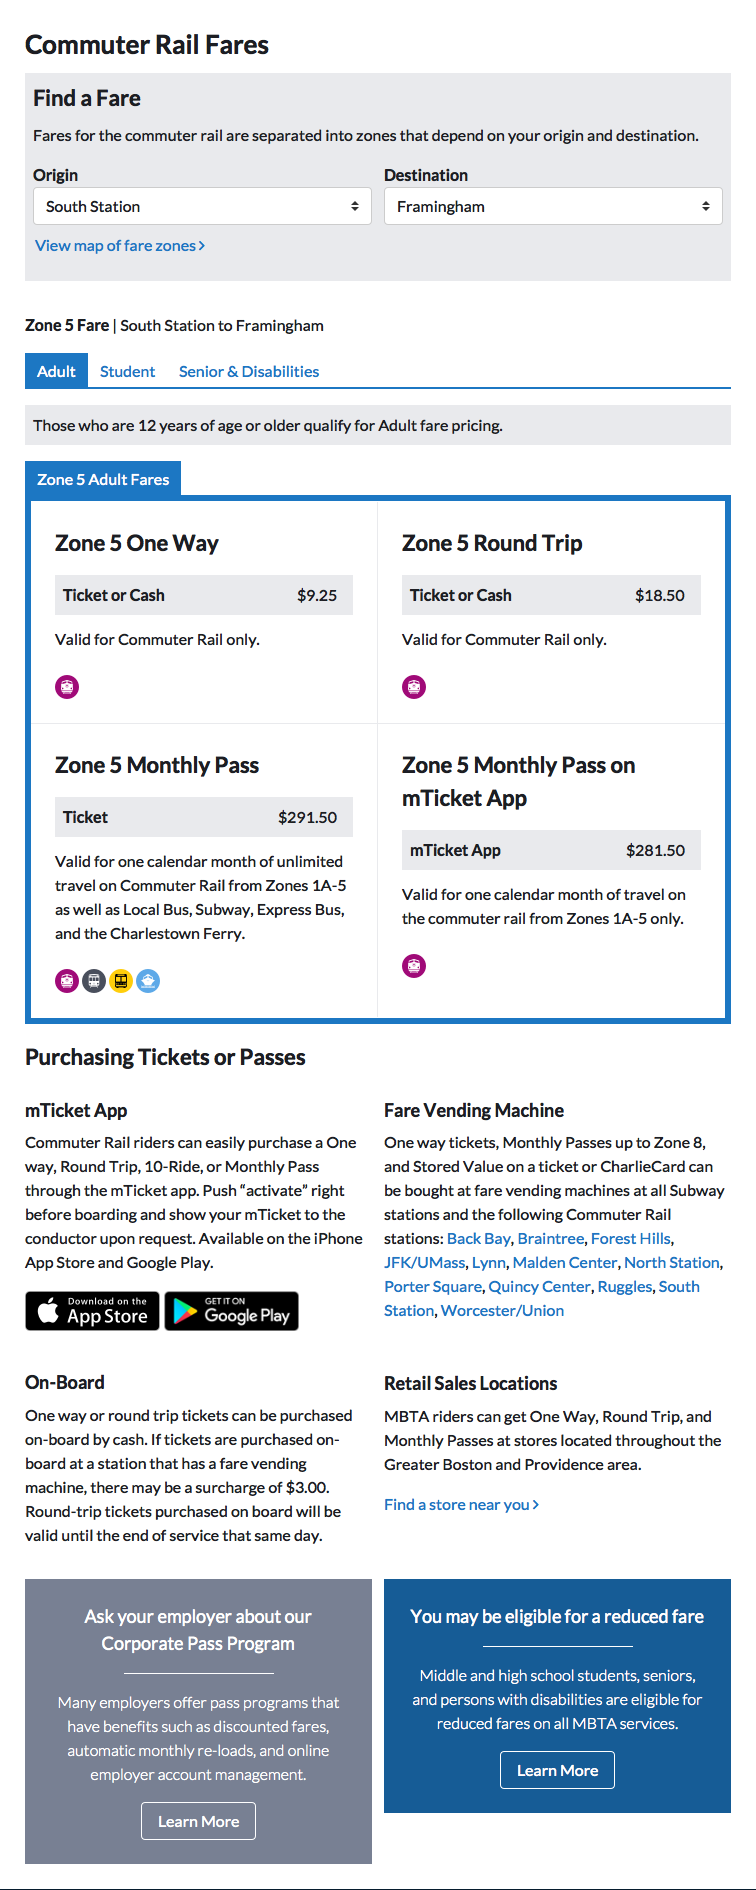 Commuter Rail Fares
Find a Fare
Fares for the commuter rail are separated into zones that depend on your origin and destination.
Origin
South Station
Destination
Framingham
View map of fare zones
Zone 5 Fare | South Station to Framingham
Adult
Student
Senior & Disabilities
Those who are 12 years of age or older qualify for Adult fare pricing.
Zone 5 Adult Fares
Zone 5 One Way
Ticket or Cash $9.25
Valid for Commuter Rail only.
Zone 5 Round Trip
Ticket or Cash $18.50
Valid for Commuter Rail only.
Zone 5 Monthly Pass
Ticket $291.50
Valid for one calendar month of unlimited
travel on Commuter Rail from Zones 1A-5
as well as Local Bus, Subway, Express Bus,
and the Charlestown Ferry.
Zone 5 Monthly Pass on
mTicket App
mTicket App $281.50
Valid for one calendar month of travel on
the commuter rail from Zones 1A-5 only.
Purchasing Tickets or Passes
mTicket App
Commuter Rail riders can easily purchase a One
way, Round Trip, 10-Ride, or Monthly Pass
through the mTicket app. Push “activate” right
before boarding and show your mTicket to the
conductor upon request. Available on the iPhone
App Store and Google Play.
Download on the
App Store
GET IT ON
Google Play
Fare Vending Machine
One way tickets, Monthly Passes up to Zone 8,
and Stored Value on a ticket or CharlieCard can
be bought at fare vending machines at all Subway
stations and the following Commuter Rail
stations: Back Bay, Braintree, Forest Hills,
JFK/UMass, Lynn, Malden Center, North Station,
Porter Square, Quincy Center, Ruggles, South
Station, Worcester/Union
On-Board
One way or round trip tickets can be purchased
on-board by cash. If tickets are purchased on-
board at a station that has a fare vending
machine, there may be a surcharge of $3.00.
Round-trip tickets purchased on board will be
valid until the end of service that same day.
Retail Sales Locations
MBTA riders can get One Way, Round Trip, and
Monthly Passes at stores located throughout the
Greater Boston and Providence area.
Find a store near you
Ask your employer about our
Corporate Pass Program
Many employers offer pass programs that
have benefits such as discounted fares,
automatic monthly re-loads, and online
employer account management.
Learn More
You may be eligible for a reduced fare
Middle and high school students, seniors,
and persons with disabilities are eligible for
reduced fares on all MBTA services.
Learn More